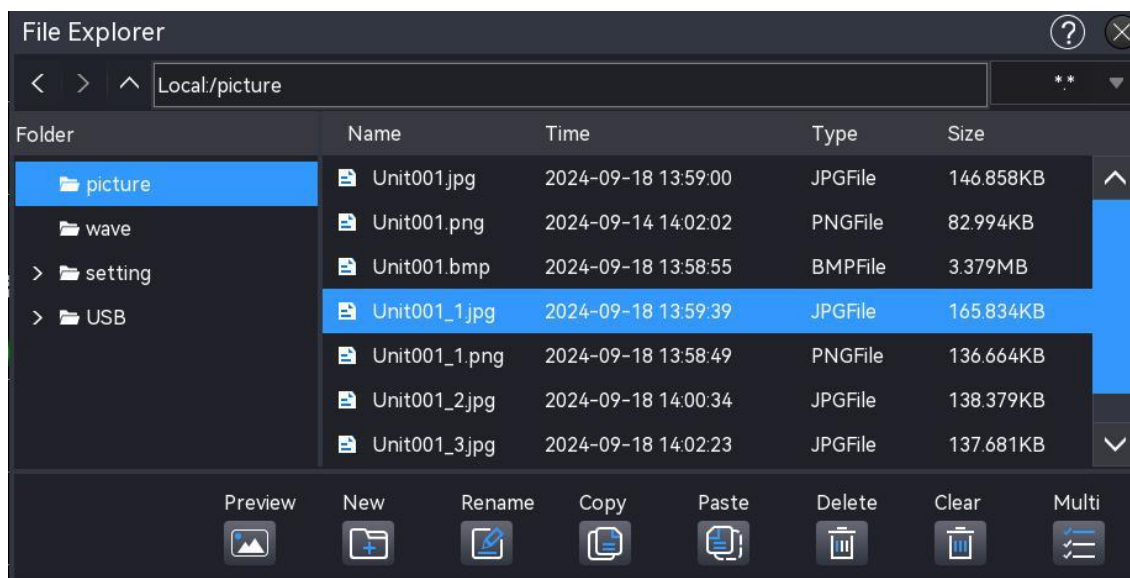 File Explorer
?
Local:/picture *.*
Folder Name Time Type Size
picture Unit001.jpg 2024-09-18 13:59:00 JPGFile 146.858KB
wave Unit001.png 2024-09-14 14:02:02 PNGFile 82.994KB
setting Unit001.bmp 2024-09-18 13:58:55 BMPFile 3.379MB
USB Unit001_1.jpg 2024-09-18 13:59:39 JPGFile 165.834KB
Unit001_1.png 2024-09-18 13:58:49 PNGFile 136.664KB
Unit001_2.jpg 2024-09-18 14:00:34 JPGFile 138.379KB
Unit001_3.jpg 2024-09-18 14:02:23 JPGFile 137.681KB
Preview New Rename Copy Paste Delete Clear Multi